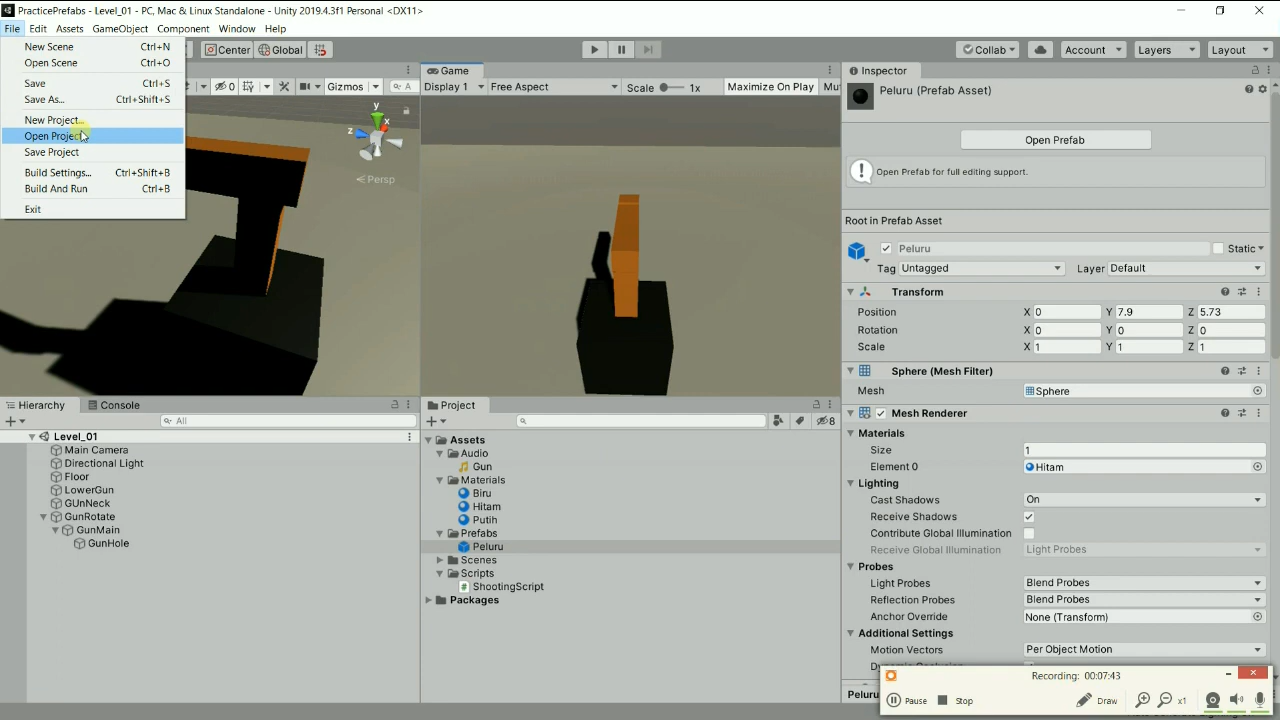 PracticePrefabs - Level_01 - PC, Mac & Linux Standalone - Unity 2019.4.3f1 Personal <DX11>
File Edit Assets GameObject Component Window Help
New Scene Ctrl+N
Open Scene Ctrl+O
Save Ctrl+S
Save As... Ctrl+Shift+S
New Project...
Open Project
Save Project
Build Settings... Ctrl+Shift+B
Build And Run Ctrl+B
Exit
Center Global
Collab Account Layers Layout
0 Gizmos A
y
x
z
Persp
Game
Display 1 Free Aspect Scale 1x Maximize On Play Mu
Inspector
Peluru (Prefab Asset)
Open Prefab
Open Prefab for full editing support.
Root in Prefab Asset
Peluru Static
Tag Untagged Layer Default
Transform
Position X 0 Y 7.9 Z 5.73
Rotation X 0 Y 0 Z 0
Scale X 1 Y 1 Z 1
Sphere (Mesh Filter)
Mesh Sphere
Mesh Renderer
Materials
Size 1
Element 0 Hitam
Lighting
Cast Shadows On
Receive Shadows
Contribute Global Illumination
Receive Global Illumination Light Probes
Probes
Light Probes Blend Probes
Reflection Probes Blend Probes
Anchor Override None (Transform)
Additional Settings
Motion Vectors Per Object Motion
Peluru
Hierarchy Console
All
Level_01
Main Camera
Directional Light
Floor
LowerGun
GUnNeck
GunRotate
GunMain
GunHole
Project
8
Assets
Audio
Gun
Materials
Biru
Hitam
Putih
Prefabs
Peluru
Scenes
Scripts
ShootingScript
Packages
Recording: 00:07:43
Pause Stop Draw x1